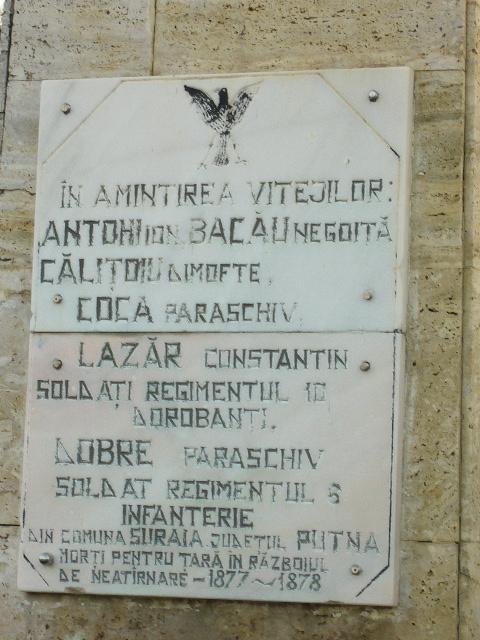 ÎN AMINTIREA VITEJILOR:
ANTOHI ION, BACĂU NEGOIȚĂ
CĂLIȚOIU DIMOFTE,
COCA PARASCHIV.
LAZĂR CONSTANTIN
SOLDAȚI REGIMENTUL 10
DOROBANȚI.
DOBRE PARASCHIV
SOLDAT REGIMENTUL 6
INFANTERIE
DIN COMUNA SURAIA JUDEȚUL PUTNA
MORȚI PENTRU ȚARĂ ÎN RĂZBOIUL
DE NEATÎRNARE - 1877 ~ 1878